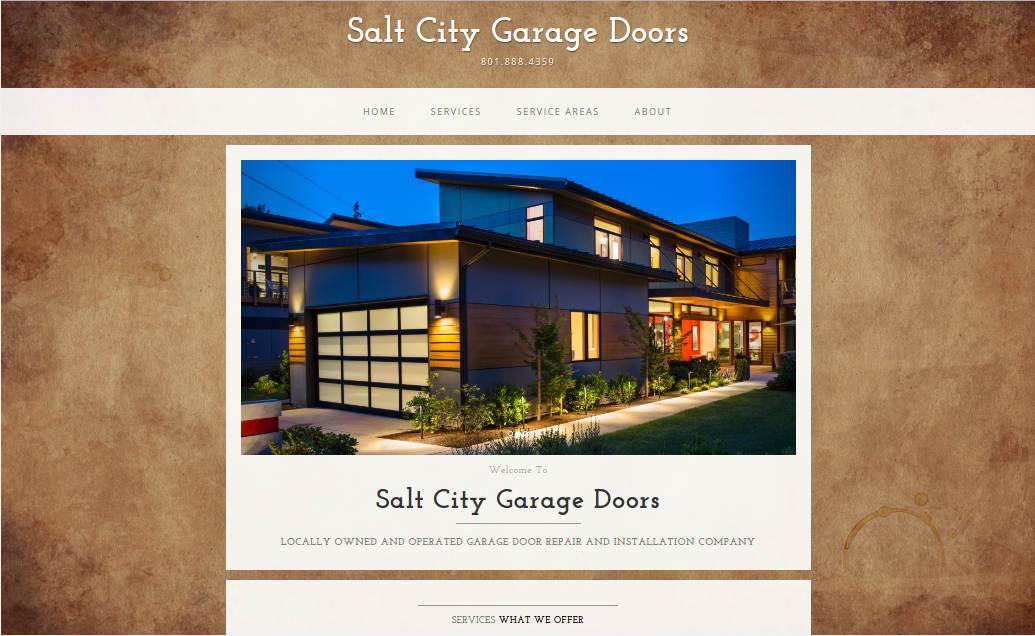 Salt City Garage Doors
801.888.4359
HOME SERVICES SERVICE AREAS ABOUT
Welcome To
Salt City Garage Doors
LOCALLY OWNED AND OPERATED GARAGE DOOR REPAIR AND INSTALLATION COMPANY
SERVICES WHAT WE OFFER